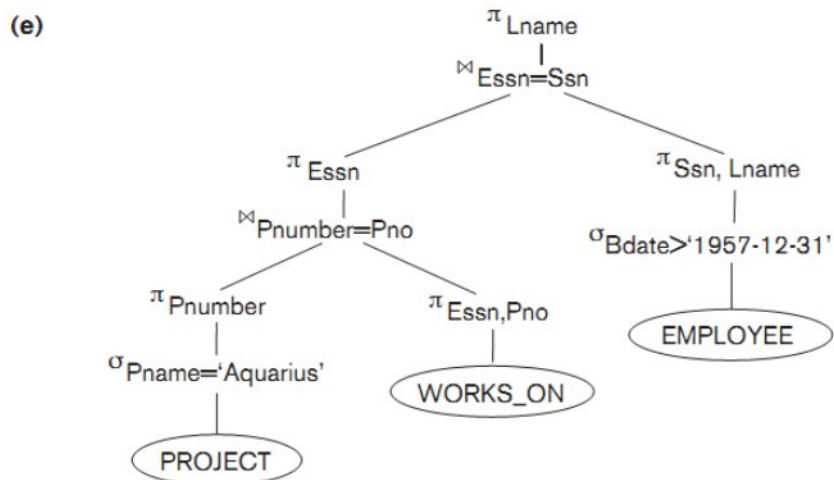 (e)
π Lname
⋈ Essn=Ssn
π Essn
π Ssn, Lname
⋈ Pnumber=Pno
σ Bdate>‘1957-12-31’
π Pnumber
π Essn,Pno
EMPLOYEE
σ Pname=‘Aquarius’
WORKS_ON
PROJECT